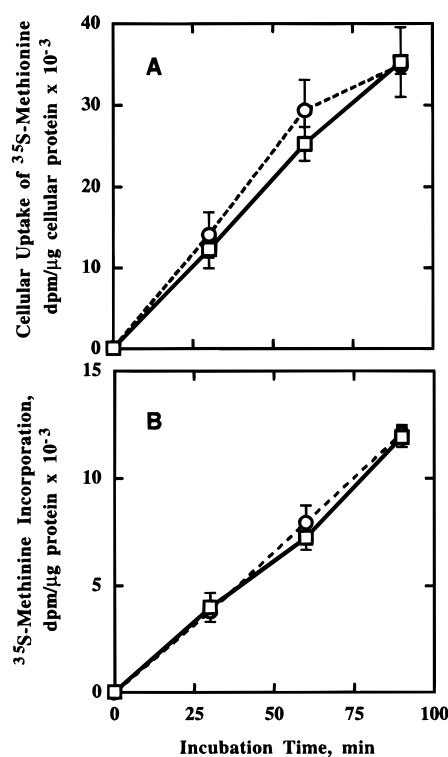 Cellular Uptake of ³⁵S-Methionine
dpm/µg cellular protein x 10⁻³
40
30
20
10
0
A
³⁵S-Methinine Incorporation,
dpm/µg protein x 10⁻³
15
10
5
0
B
0 25 50 75 100
Incubation Time, min